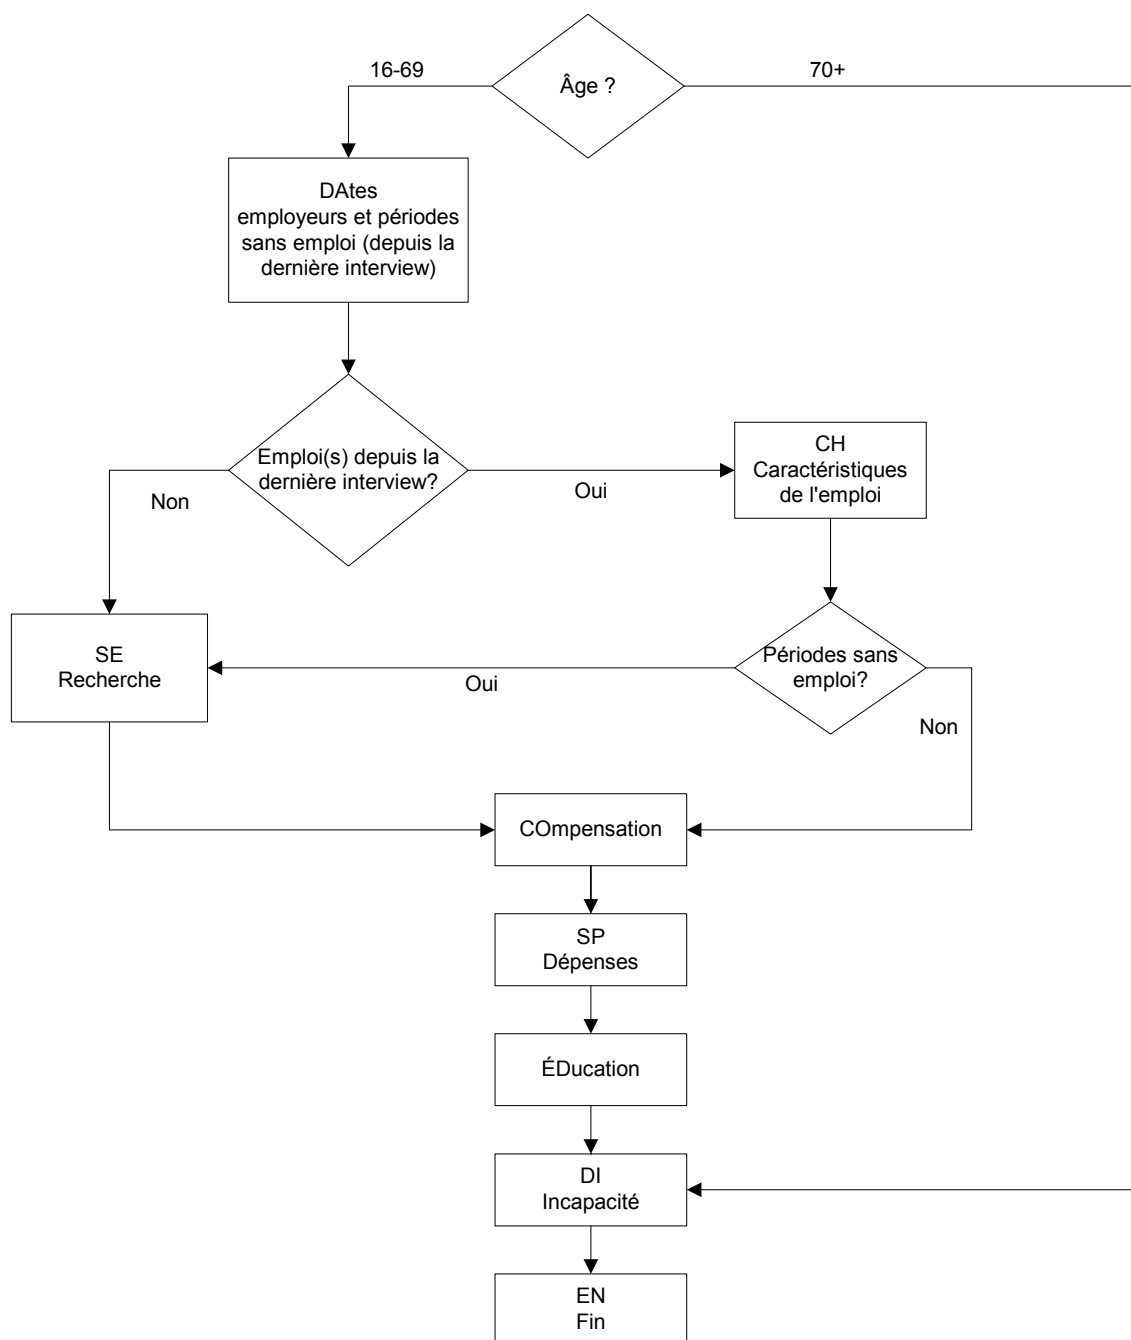 16-69
Âge ?
70+
DAtes
employeurs et périodes
sans emploi (depuis la
dernière interview)
Emploi(s) depuis la
dernière interview?
Non
Oui
CH
Caractéristiques
de l'emploi
SE
Recherche
Périodes sans
emploi?
Oui
Non
COmpensation
SP
Dépenses
ÉDucation
DI
Incapacité
EN
Fin